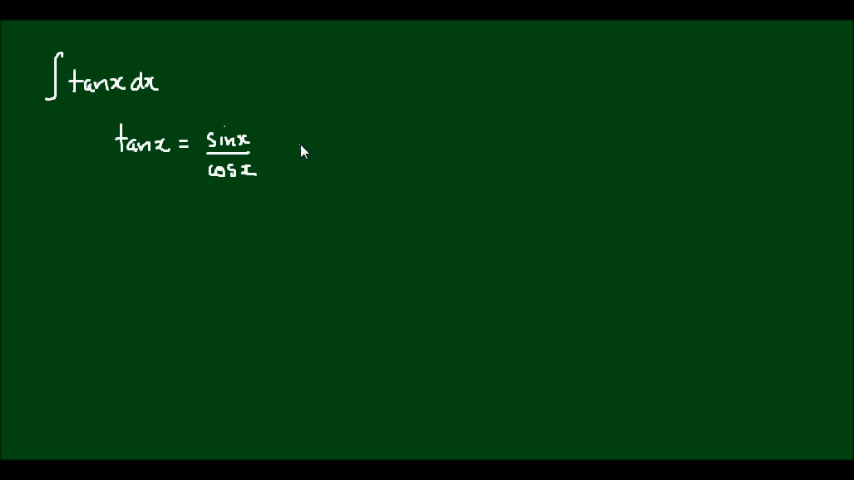 ∫ tanx dx
tanx = sinx / cosx